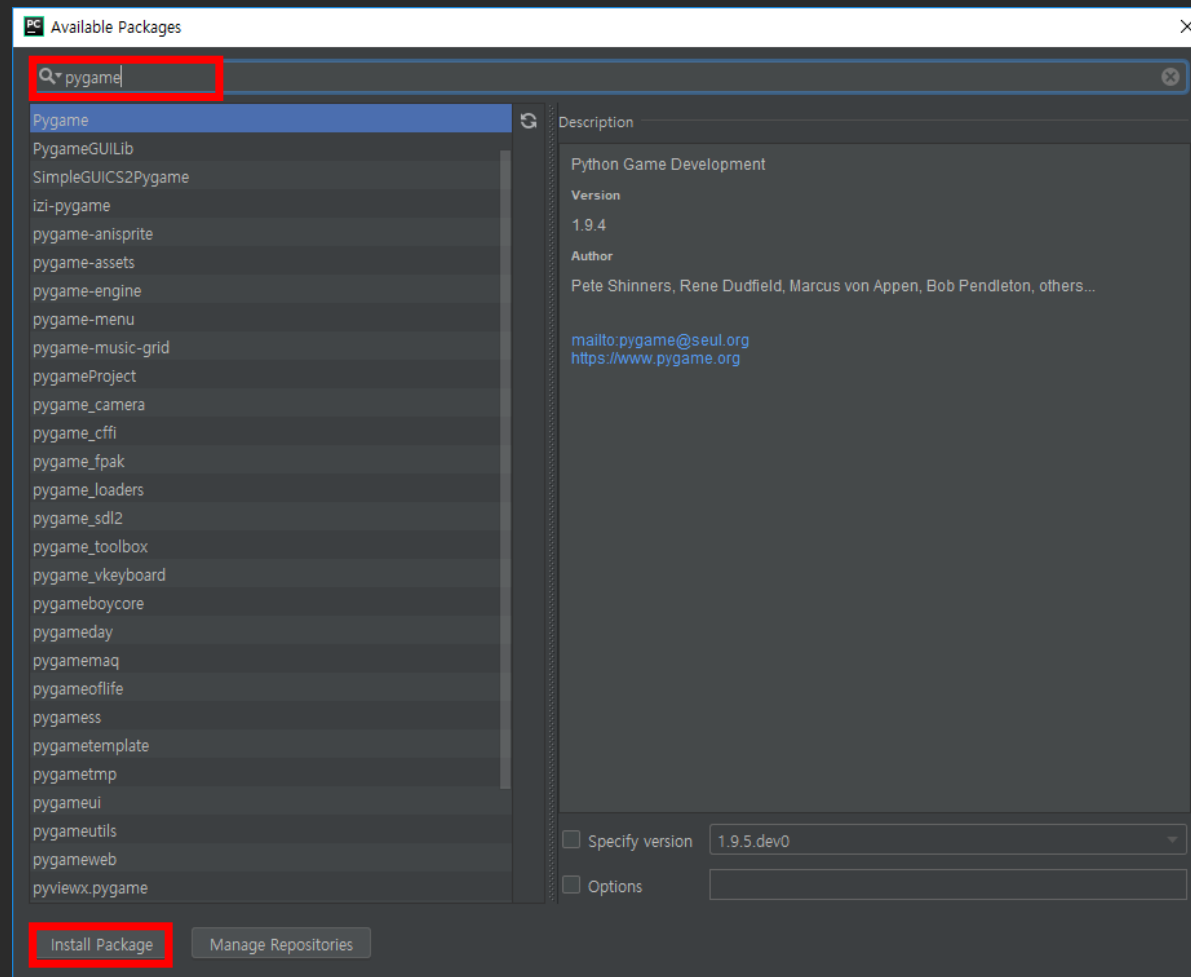 PC Available Packages
pygame
Pygame
PygameGUILib
SimpleGUICS2Pygame
izi-pygame
pygame-anisprite
pygame-assets
pygame-engine
pygame-menu
pygame-music-grid
pygameProject
pygame_camera
pygame_cffi
pygame_fpak
pygame_loaders
pygame_sdl2
pygame_toolbox
pygame_vkeyboard
pygameboycore
pygameday
pygamemaq
pygameoflife
pygamess
pygametemplate
pygametmp
pygameui
pygameutils
pygameweb
pyviewx.pygame
Description
Python Game Development
Version
1.9.4
Author
Pete Shinners, Rene Dudfield, Marcus von Appen, Bob Pendleton, others...
mailto:pygame@seul.org
https://www.pygame.org
Specify version 1.9.5.dev0
Options
Install Package Manage Repositories